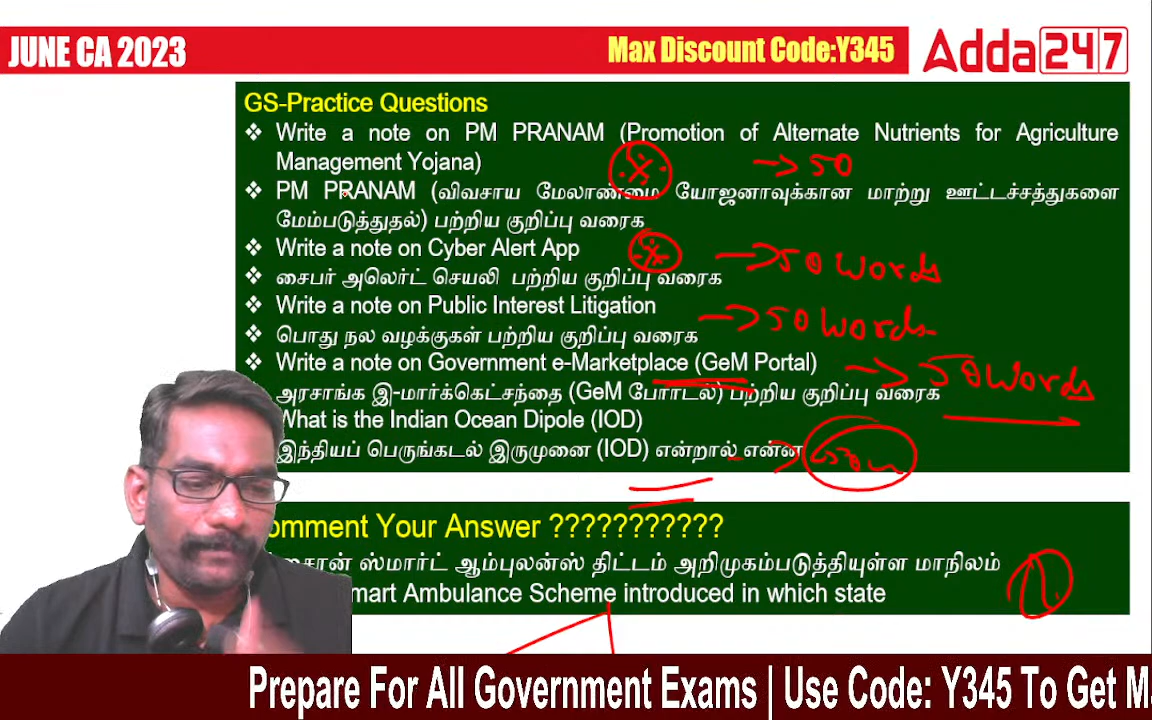 JUNE CA 2023
Max Discount Code:Y345
Adda247
GS-Practice Questions
❖ Write a note on PM PRANAM (Promotion of Alternate Nutrients for Agriculture
Management Yojana)
→ 50
❖ PM PRANAM (விவசாய மேலாண்மை யோஜனாவுக்கான மாற்று ஊட்டச்சத்துகளை
மேம்படுத்துதல்) பற்றிய குறிப்பு வரைக
❖ Write a note on Cyber Alert App
→ 50 words
❖ சைபர் அலெர்ட் செயலி பற்றிய குறிப்பு வரைக
❖ Write a note on Public Interest Litigation
→ 50 words
❖ பொது நல வழக்குகள் பற்றிய குறிப்பு வரைக
❖ Write a note on Government e-Marketplace (GeM Portal)
→ 50 words
அரசாங்க இ-மார்க்கெட்சந்தை (GeM போர்டல்) பற்றிய குறிப்பு வரைக
What is the Indian Ocean Dipole (IOD)
இந்தியப் பெருங்கடல் இருமுனை (IOD) என்றால் என்ன
omment Your Answer ???????????
ஸ்மார்ட் ஆம்புலன்ஸ் திட்டம் அறிமுகம்படுத்தியுள்ள மாநிலம்
mart Ambulance Scheme introduced in which state
Prepare For All Government Exams | Use Code: Y345 To Get M